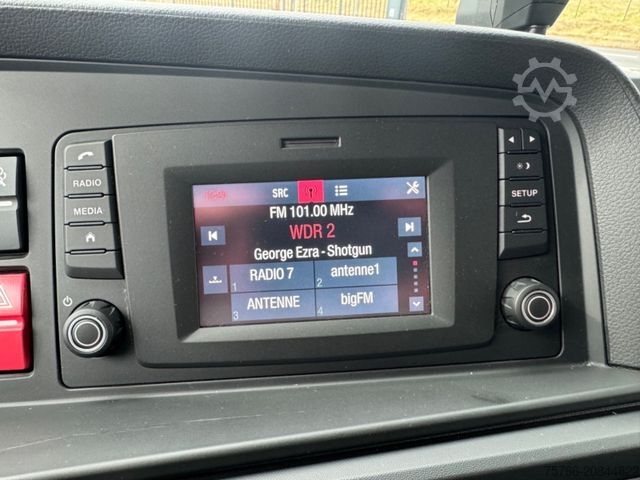 RADIO
MEDIA
SETUP
SRC
FM 101.00 MHz
WDR 2
George Ezra - Shotgun
1 RADIO 7
2 antenne1
3 ANTENNE
4 bigFM